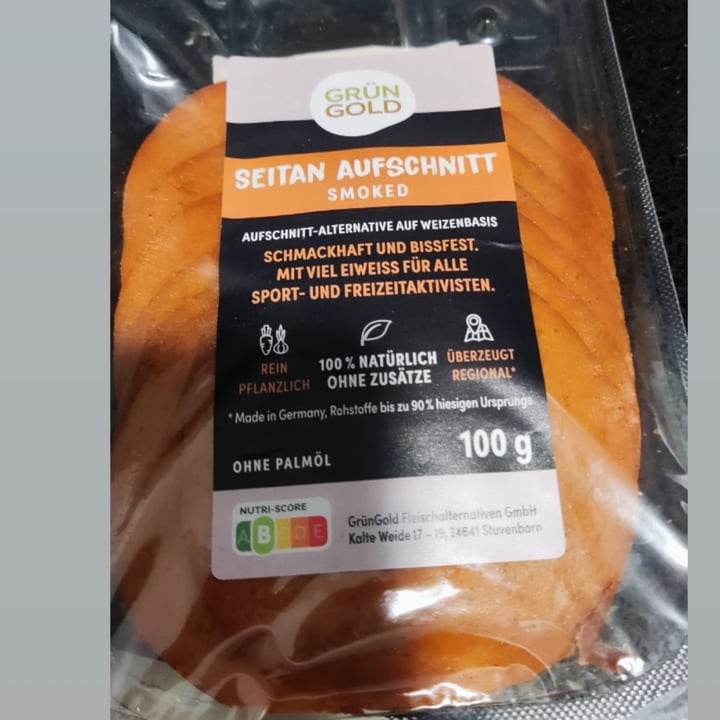 GRÜN
GOLD
SEITAN AUFSCHNITT
SMOKED
AUFSCHNITT-ALTERNATIVE AUF WEIZENBASIS
SCHMACKHAFT UND BISSFEST.
MIT VIEL EIWEISS FÜR ALLE
SPORT- UND FREIZEITAKTIVISTEN.
REIN
PFLANZLICH
100 % NATÜRLICH
OHNE ZUSÄTZE
ÜBERZEUGT
REGIONAL*
* Made in Germany, Rohstoffe bis zu 90 % hiesigen Ursprungs
100 g
OHNE PALMÖL
NUTRI-SCORE
A B C D E
GrünGold Fleischalternativen GmbH
Kalte Weide 17 - 19, 24641 Stuvenborn